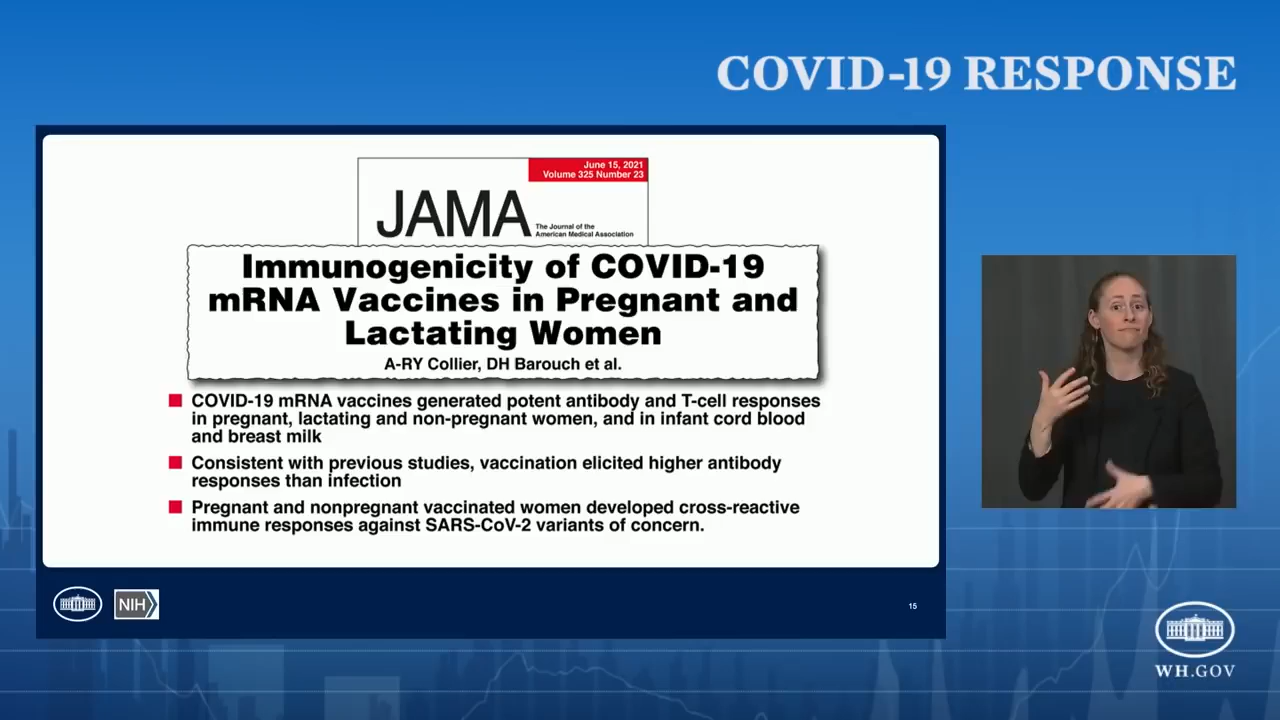 COVID-19 RESPONSE
June 15, 2021
Volume 325 Number 23
JAMA
The Journal of the
American Medical Association
Immunogenicity of COVID-19
mRNA Vaccines in Pregnant and
Lactating Women
A-RY Collier, DH Barouch et al.
COVID-19 mRNA vaccines generated potent antibody and T-cell responses
in pregnant, lactating and non-pregnant women, and in infant cord blood
and breast milk
Consistent with previous studies, vaccination elicited higher antibody
responses than infection
Pregnant and nonpregnant vaccinated women developed cross-reactive
immune responses against SARS-CoV-2 variants of concern.
NIH
15
WH.GOV